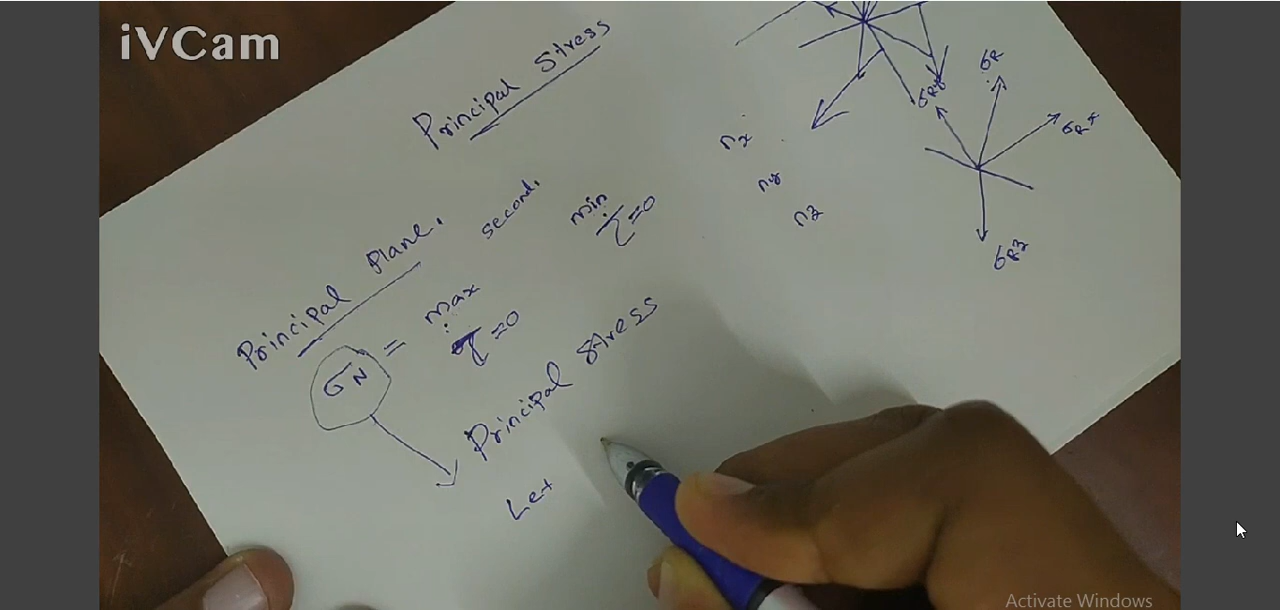 iVCam
Principal Stress
σR
σRy
σRx
nx
ny
nz
σRz
Principal Plane.
second.
σN = max
τ=0
min
τ=0
Principal Stress
Let
Activate Windows